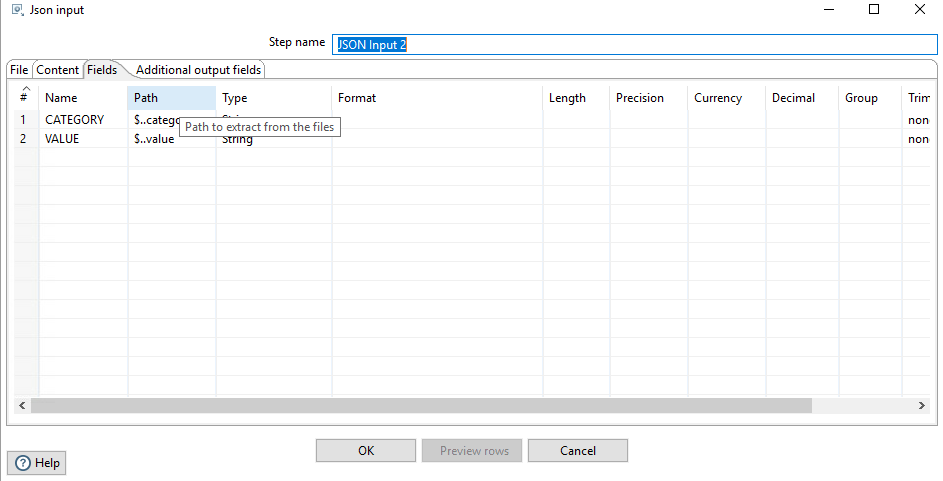 Json input
Step name JSON Input 2
File Content Fields Additional output fields
# Name Path Type Format Length Precision Currency Decimal Group Trim
1 CATEGORY $..catego non
Path to extract from the files
2 VALUE $..value String non
OK Preview rows Cancel
Help